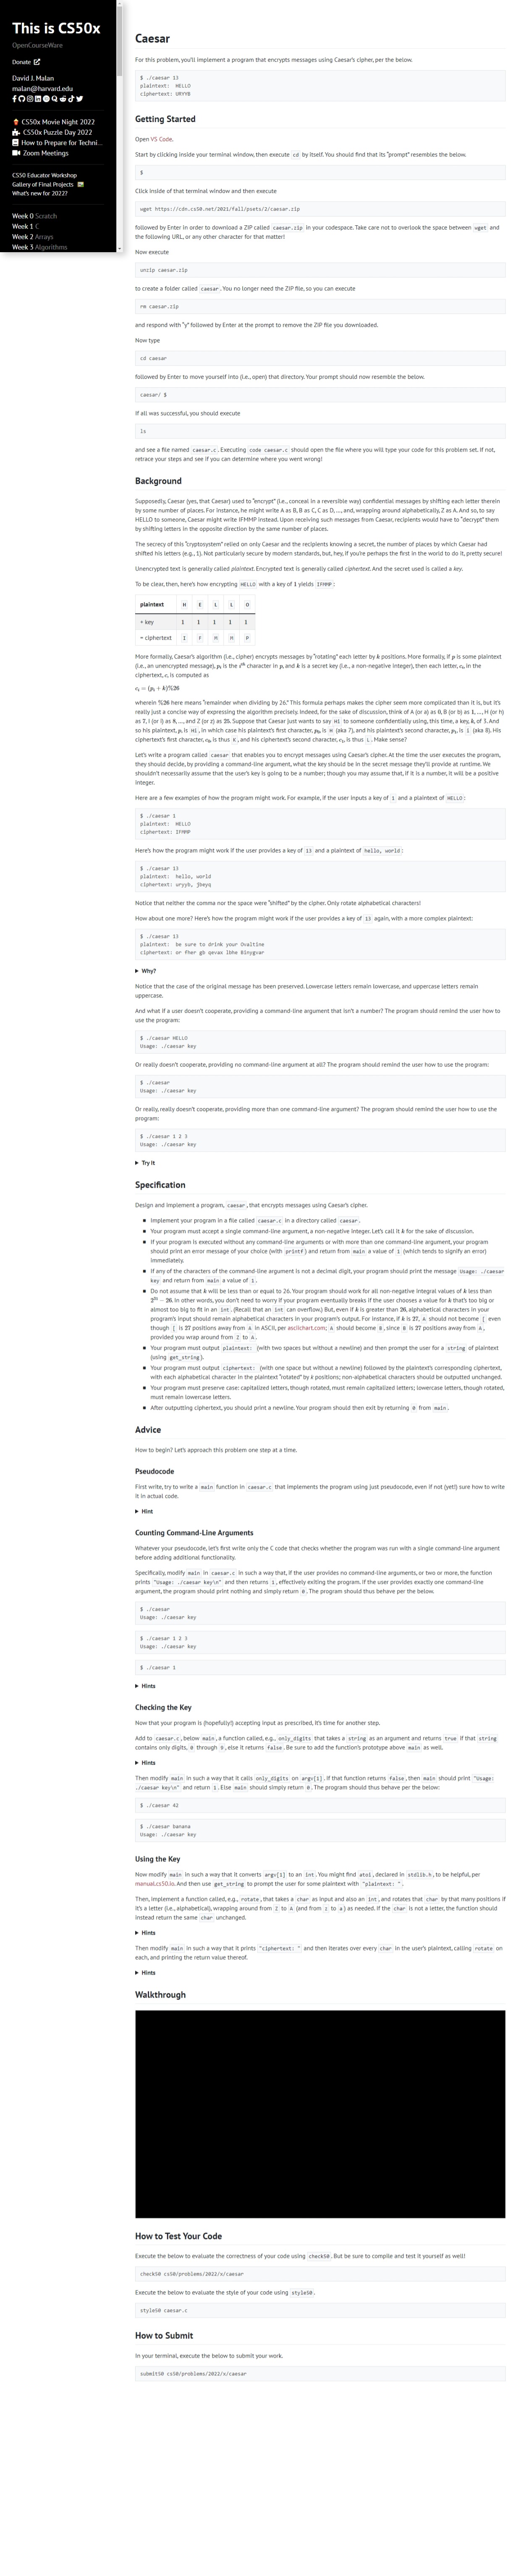 This is CS50x
OpenCourseWare
Donate
David J. Malan
malan@harvard.edu
CS50x Movie Night 2022
CS50x Puzzle Day 2022
How to Prepare for Techni...
Zoom Meetings
CS50 Educator Workshop
Gallery of Final Projects
What's new for 2022?
Week 0 Scratch
Week 1 C
Week 2 Arrays
Week 3 Algorithms
Caesar
For this problem, you'll implement a program that encrypts messages using Caesar's cipher, per the below.
$ ./caesar 13
plaintext:  HELLO
ciphertext: URYYB
Getting Started
Open VS Code.
Start by clicking inside your terminal window, then execute cd by itself. You should find that its "prompt" resembles the below.
$
Click inside of that terminal window and then execute
wget https://cdn.cs50.net/2021/fall/psets/2/caesar.zip
followed by Enter in order to download a ZIP called caesar.zip in your codespace. Take care not to overlook the space between wget and
the following URL, or any other character for that matter!
Now execute
unzip caesar.zip
to create a folder called caesar. You no longer need the ZIP file, so you can execute
rm caesar.zip
and respond with "y" followed by Enter at the prompt to remove the ZIP file you downloaded.
Now type
cd caesar
followed by Enter to move yourself into (i.e., open) that directory. Your prompt should now resemble the below.
caesar/ $
If all was successful, you should execute
ls
and see a file named caesar.c. Executing code caesar.c should open the file where you will type your code for this problem set. If not,
retrace your steps and see if you can determine where you went wrong!
Background
Supposedly, Caesar (yes, that Caesar) used to "encrypt" (i.e., conceal in a reversible way) confidential messages by shifting each letter therein
by some number of places. For instance, he might write A as B, B as C, C as D, ..., and, wrapping around alphabetically, Z as A. And so, to say
HELLO to someone, Caesar might write IFMMP instead. Upon receiving such messages from Caesar, recipients would have to "decrypt" them
by shifting letters in the opposite direction by the same number of places.
The secrecy of this "cryptosystem" relied on only Caesar and the recipients knowing a secret, the number of places by which Caesar had
shifted his letters (e.g., 1). Not particularly secure by modern standards, but, hey, if you're perhaps the first in the world to do it, pretty secure!
Unencrypted text is generally called plaintext. Encrypted text is generally called ciphertext. And the secret used is called a key.
To be clear, then, here's how encrypting HELLO with a key of 1 yields IFMMP:
plaintext H E L L O
+ key 1 1 1 1 1
= ciphertext I F M M P
More formally, Caesar's algorithm (i.e., cipher) encrypts messages by "rotating" each letter by k positions. More formally, if p is some plaintext
(i.e., an unencrypted message), pᵢ is the iᵗʰ character in p, and k is a secret key (i.e., a non-negative integer), then each letter, cᵢ, in the
ciphertext, c, is computed as
cᵢ = (pᵢ + k)%26
wherein %26 here means "remainder when dividing by 26." This formula perhaps makes the cipher seem more complicated than it is, but it's
really just a concise way of expressing the algorithm precisely. Indeed, for the sake of discussion, think of A (or a) as 0, B (or b) as 1, ..., H (or h)
as 7, I (or i) as 8, ..., and Z (or z) as 25. Suppose that Caesar just wants to say Hi to someone confidentially using, this time, a key, k, of 3. And
so his plaintext, p, is Hi, in which case his plaintext's first character, p₀, is H (aka 7), and his plaintext's second character, p₁, is i (aka 8). His
ciphertext's first character, c₀, is thus K, and his ciphertext's second character, c₁, is thus L. Make sense?
Let's write a program called caesar that enables you to encrypt messages using Caesar's cipher. At the time the user executes the program,
they should decide, by providing a command-line argument, what the key should be in the secret message they'll provide at runtime. We
shouldn't necessarily assume that the user's key is going to be a number; though you may assume that, if it is a number, it will be a positive
integer.
Here are a few examples of how the program might work. For example, if the user inputs a key of 1 and a plaintext of HELLO:
$ ./caesar 1
plaintext:  HELLO
ciphertext: IFMMP
Here's how the program might work if the user provides a key of 13 and a plaintext of hello, world:
$ ./caesar 13
plaintext:  hello, world
ciphertext: uryyb, jbeyq
Notice that neither the comma nor the space were "shifted" by the cipher. Only rotate alphabetical characters!
How about one more? Here's how the program might work if the user provides a key of 13 again, with a more complex plaintext:
$ ./caesar 13
plaintext:  be sure to drink your Ovaltine
ciphertext: or fher gb qevax lbhe Binygvar
Why?
Notice that the case of the original message has been preserved. Lowercase letters remain lowercase, and uppercase letters remain
uppercase.
And what if a user doesn't cooperate, providing a command-line argument that isn't a number? The program should remind the user how to
use the program:
$ ./caesar HELLO
Usage: ./caesar key
Or really doesn't cooperate, providing no command-line argument at all? The program should remind the user how to use the program:
$ ./caesar
Usage: ./caesar key
Or really, really doesn't cooperate, providing more than one command-line argument? The program should remind the user how to use the
program:
$ ./caesar 1 2 3
Usage: ./caesar key
Try It
Specification
Design and implement a program, caesar, that encrypts messages using Caesar's cipher.
Implement your program in a file called caesar.c in a directory called caesar.
Your program must accept a single command-line argument, a non-negative integer. Let's call it k for the sake of discussion.
If your program is executed without any command-line arguments or with more than one command-line argument, your program
should print an error message of your choice (with printf) and return from main a value of 1 (which tends to signify an error)
immediately.
If any of the characters of the command-line argument is not a decimal digit, your program should print the message Usage: ./caesar
key and return from main a value of 1.
Do not assume that k will be less than or equal to 26. Your program should work for all non-negative integral values of k less than
2³¹ − 26. In other words, you don't need to worry if your program eventually breaks if the user chooses a value for k that's too big or
almost too big to fit in an int. (Recall that an int can overflow.) But, even if k is greater than 26, alphabetical characters in your
program's input should remain alphabetical characters in your program's output. For instance, if k is 27, A should not become [ even
though [ is 27 positions away from A in ASCII, per asciichart.com; A should become B, since B is 27 positions away from A,
provided you wrap around from Z to A.
Your program must output plaintext: (with two spaces but without a newline) and then prompt the user for a string of plaintext
(using get_string).
Your program must output ciphertext: (with one space but without a newline) followed by the plaintext's corresponding ciphertext,
with each alphabetical character in the plaintext "rotated" by k positions; non-alphabetical characters should be outputted unchanged.
Your program must preserve case: capitalized letters, though rotated, must remain capitalized letters; lowercase letters, though rotated,
must remain lowercase letters.
After outputting ciphertext, you should print a newline. Your program should then exit by returning 0 from main.
Advice
How to begin? Let's approach this problem one step at a time.
Pseudocode
First write, try to write a main function in caesar.c that implements the program using just pseudocode, even if not (yet!) sure how to write
it in actual code.
Hint
Counting Command-Line Arguments
Whatever your pseudocode, let's first write only the C code that checks whether the program was run with a single command-line argument
before adding additional functionality.
Specifically, modify main in caesar.c in such a way that, if the user provides no command-line arguments, or two or more, the function
prints "Usage: ./caesar key\n" and then returns 1, effectively exiting the program. If the user provides exactly one command-line
argument, the program should print nothing and simply return 0. The program should thus behave per the below.
$ ./caesar
Usage: ./caesar key
$ ./caesar 1 2 3
Usage: ./caesar key
$ ./caesar 1
Hints
Checking the Key
Now that your program is (hopefully!) accepting input as prescribed, it's time for another step.
Add to caesar.c, below main, a function called, e.g., only_digits that takes a string as an argument and returns true if that string
contains only digits, 0 through 9, else it returns false. Be sure to add the function's prototype above main as well.
Hints
Then modify main in such a way that it calls only_digits on argv[1]. If that function returns false, then main should print "Usage:
./caesar key\n" and return 1. Else main should simply return 0. The program should thus behave per the below:
$ ./caesar 42
$ ./caesar banana
Usage: ./caesar key
Using the Key
Now modify main in such a way that it converts argv[1] to an int. You might find atoi, declared in stdlib.h, to be helpful, per
manual.cs50.io. And then use get_string to prompt the user for some plaintext with "plaintext: ".
Then, implement a function called, e.g., rotate, that takes a char as input and also an int, and rotates that char by that many positions if
it's a letter (i.e., alphabetical), wrapping around from Z to A (and from z to a) as needed. If the char is not a letter, the function should
instead return the same char unchanged.
Hints
Then modify main in such a way that it prints "ciphertext: " and then iterates over every char in the user's plaintext, calling rotate on
each, and printing the return value thereof.
Hints
Walkthrough
How to Test Your Code
Execute the below to evaluate the correctness of your code using check50. But be sure to compile and test it yourself as well!
check50 cs50/problems/2022/x/caesar
Execute the below to evaluate the style of your code using style50.
style50 caesar.c
How to Submit
In your terminal, execute the below to submit your work.
submit50 cs50/problems/2022/x/caesar